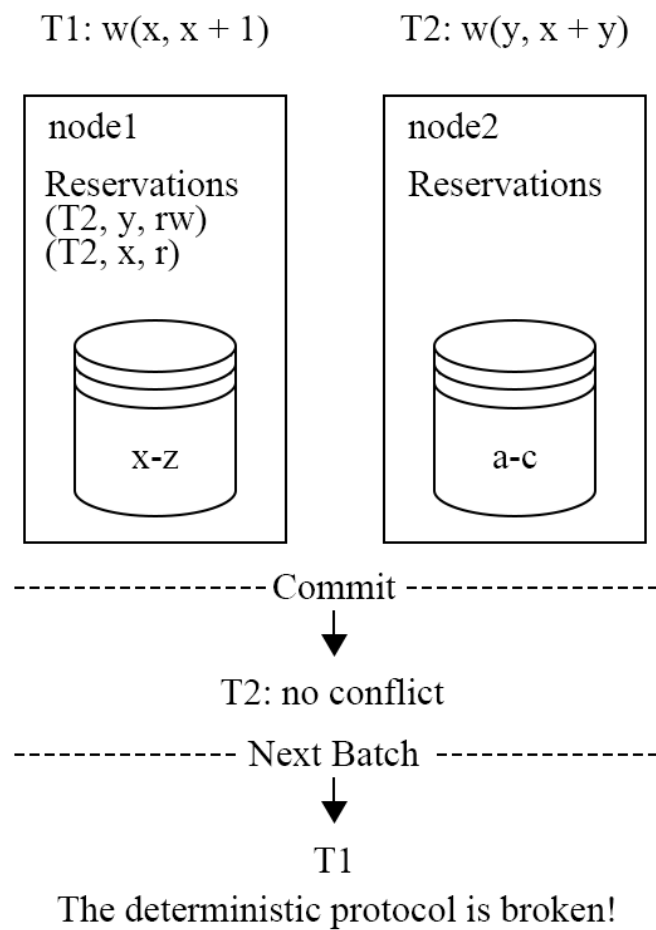 T1: w(x, x + 1)
T2: w(y, x + y)
node1
Reservations
(T2, y, rw)
(T2, x, r)
x-z
node2
Reservations
a-c
Commit
T2: no conflict
Next Batch
T1
The deterministic protocol is broken!